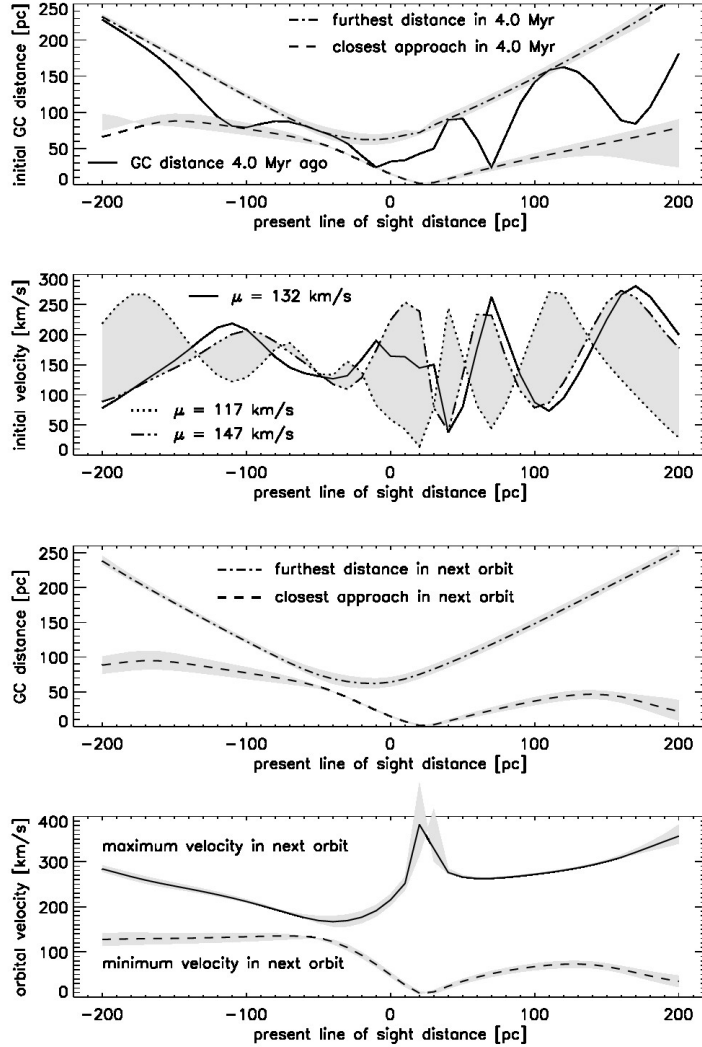 initial GC distance [pc]
250
200
150
100
50
0
furthest distance in 4.0 Myr
closest approach in 4.0 Myr
GC distance 4.0 Myr ago
-200 -100 0 100 200
present line of sight distance [pc]
initial velocity [km/s]
300
250
200
150
100
50
0
μ = 132 km/s
μ = 117 km/s
μ = 147 km/s
-200 -100 0 100 200
present line of sight distance [pc]
GC distance [pc]
250
200
150
100
50
0
furthest distance in next orbit
closest approach in next orbit
-200 -100 0 100 200
present line of sight distance [pc]
orbital velocity [km/s]
400
300
200
100
0
maximum velocity in next orbit
minimum velocity in next orbit
-200 -100 0 100 200
present line of sight distance [pc]